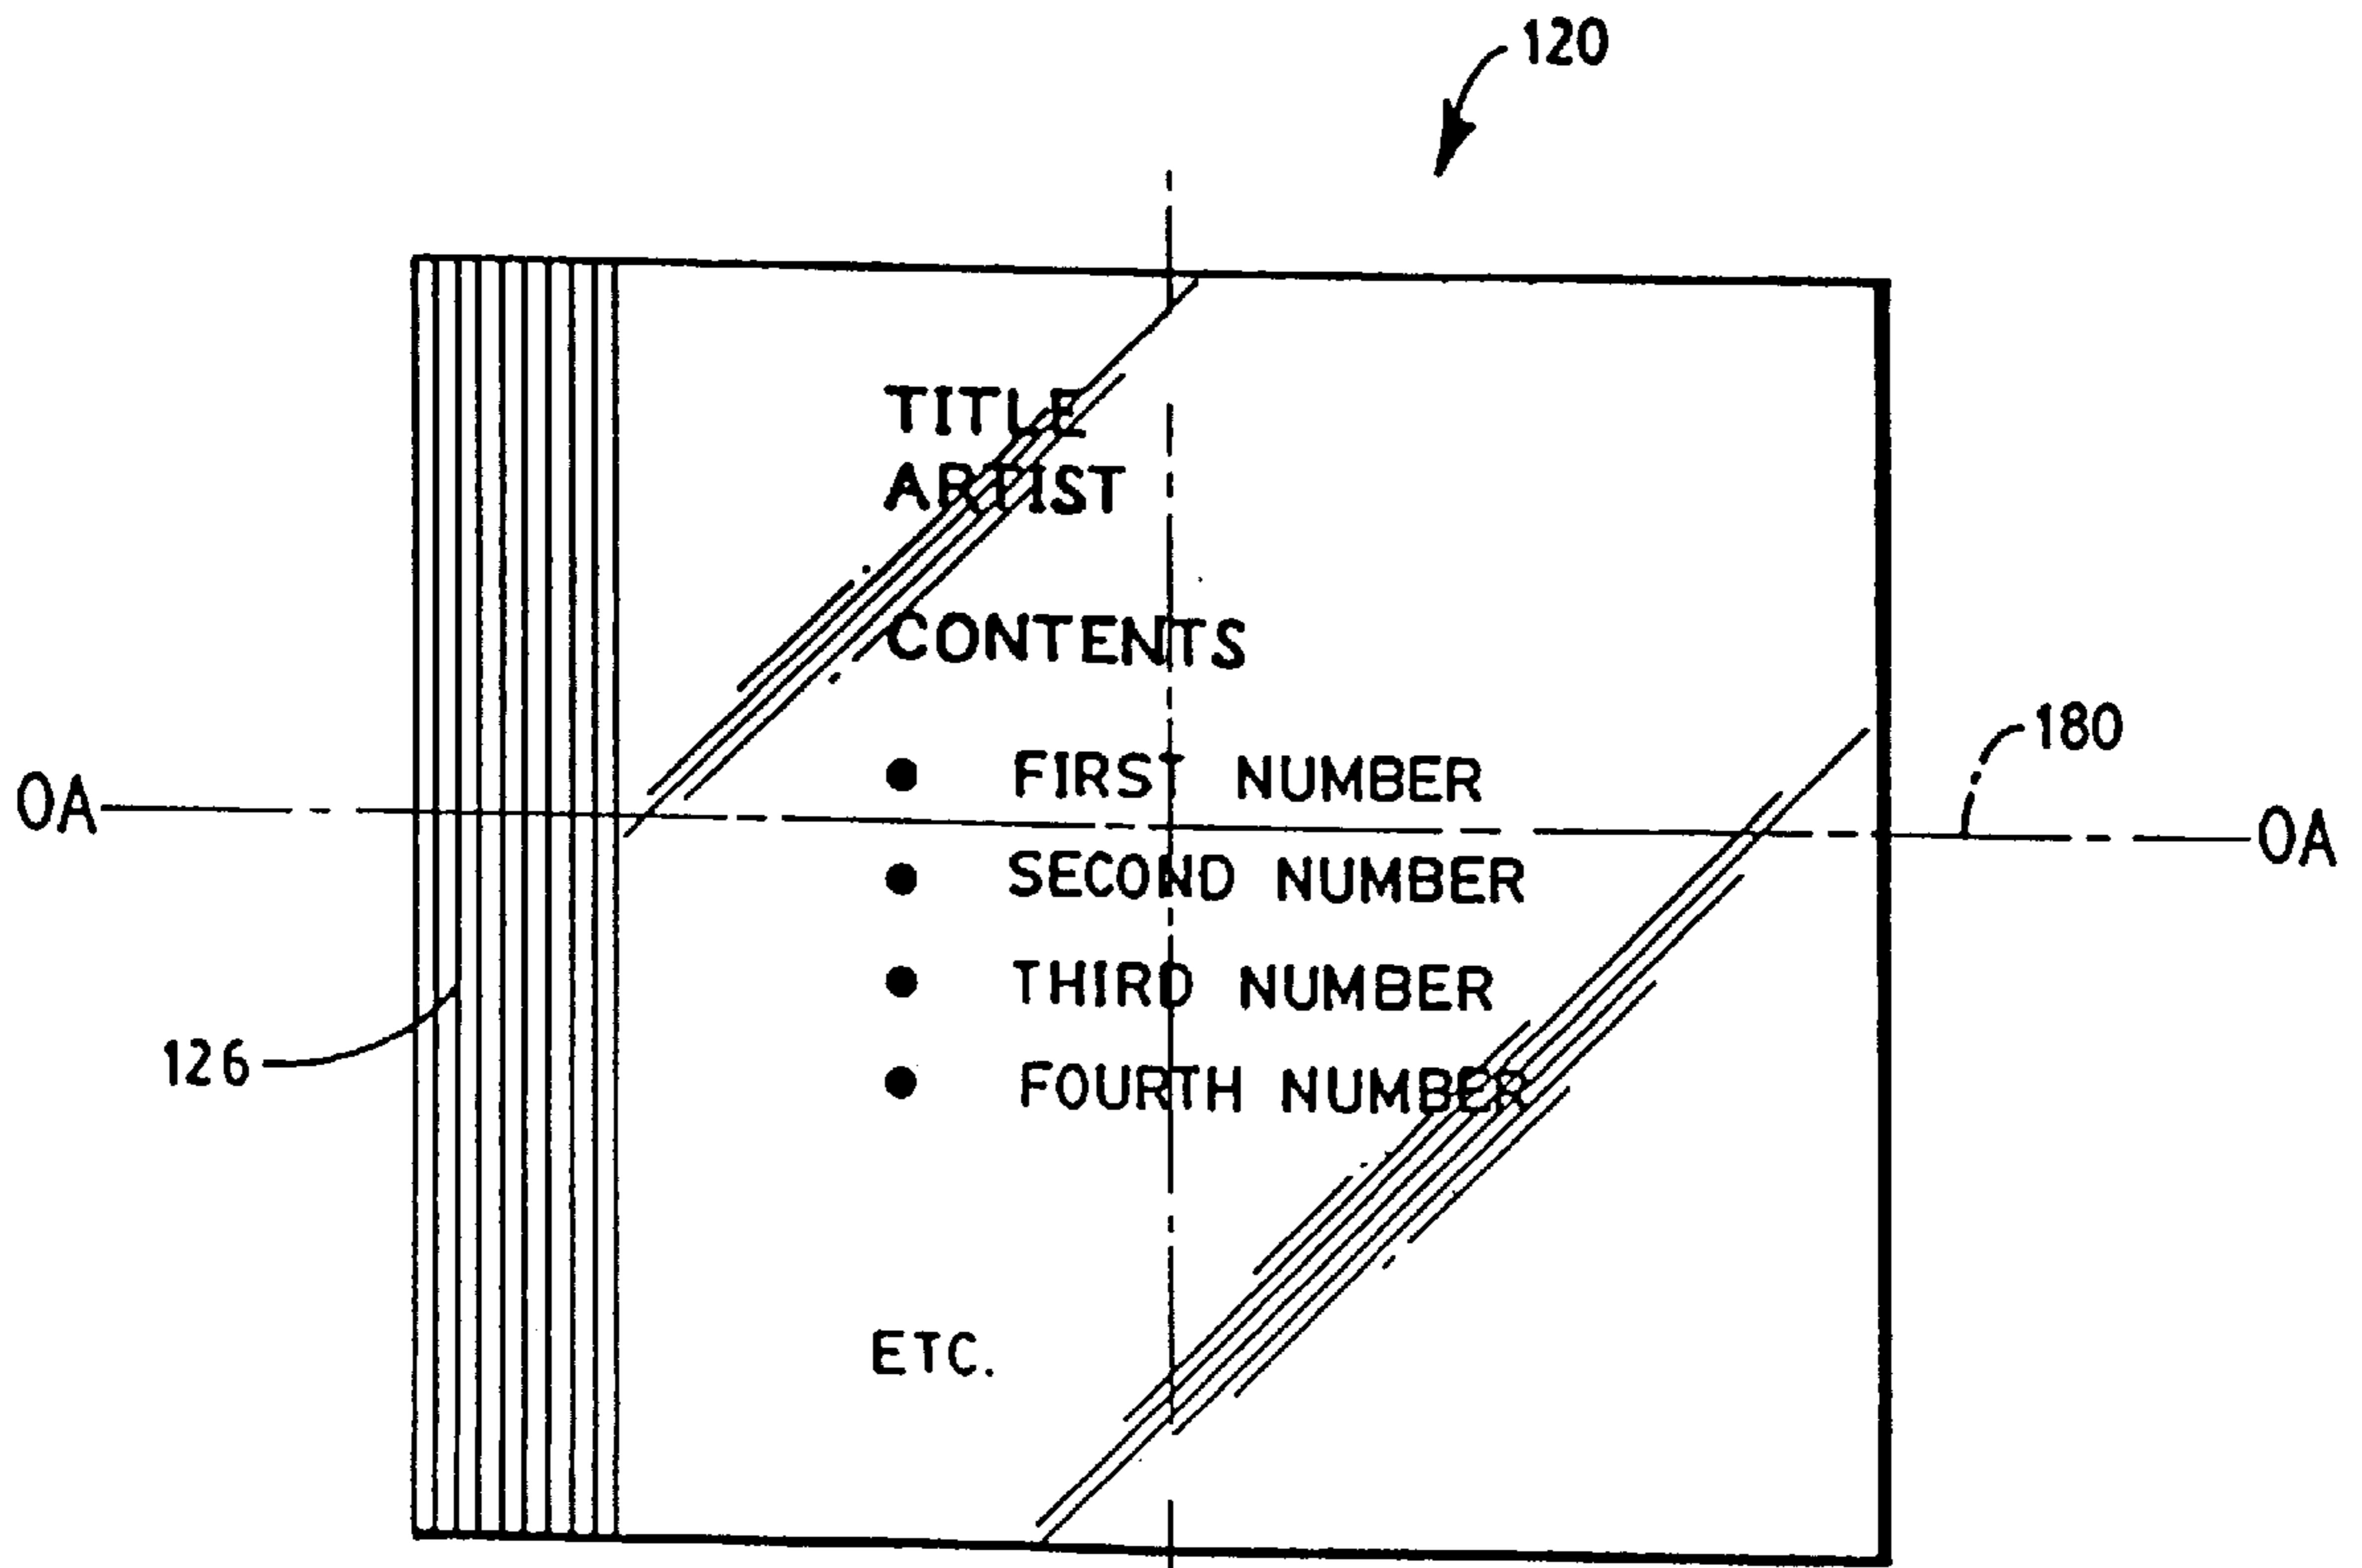 120
TITLE
ARTIST
CONTENTS
● FIRST NUMBER
180
OA OA
● SECOND NUMBER
● THIRD NUMBER
126
● FOURTH NUMBER
ETC.